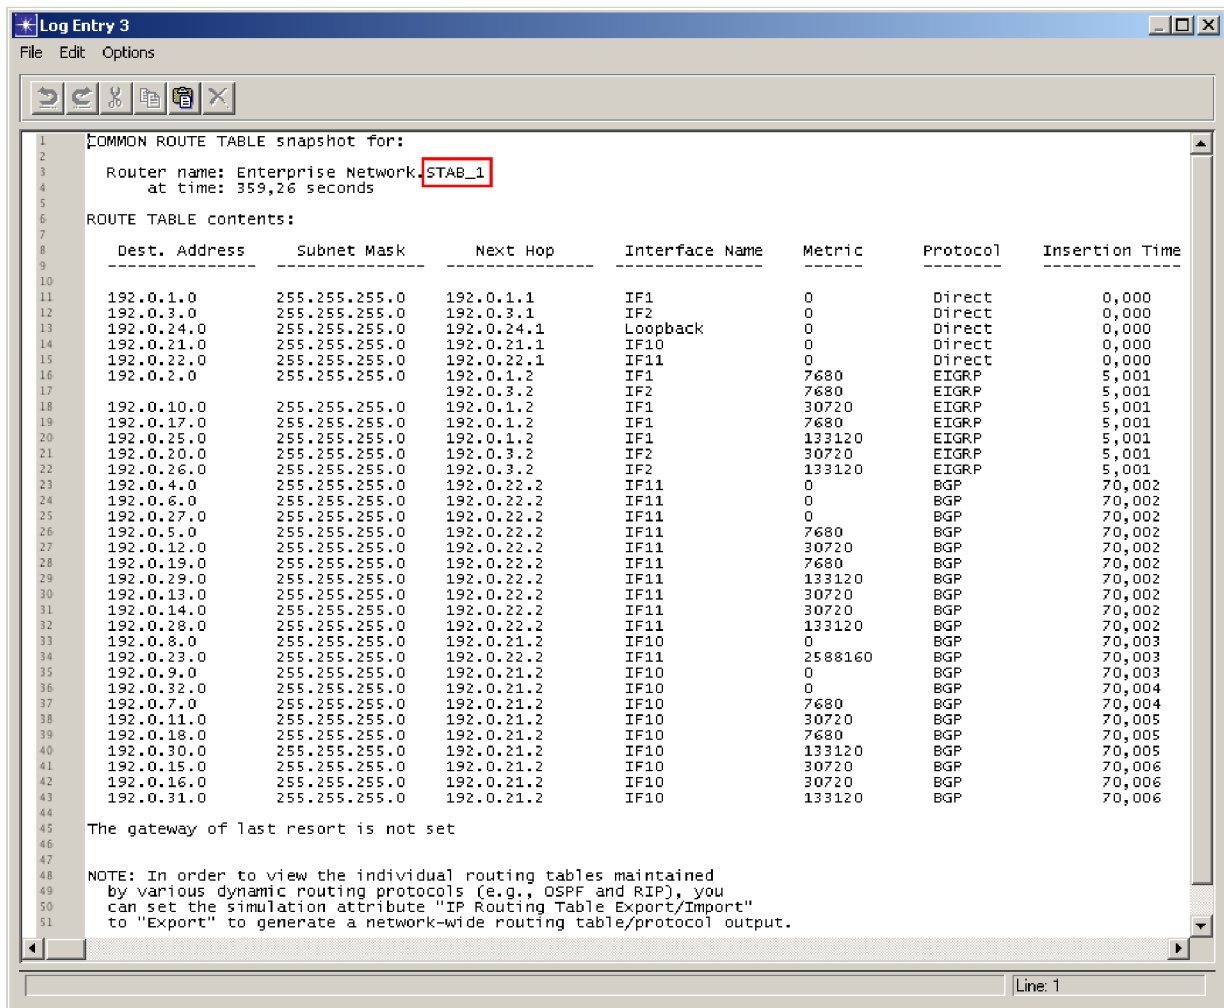 Log Entry 3
File Edit Options
1 COMMON ROUTE TABLE snapshot for:
2
3 Router name: Enterprise Network.STAB_1
4 at time: 359,26 seconds
5
6 ROUTE TABLE contents:
7
8 Dest. Address Subnet Mask Next Hop Interface Name Metric Protocol Insertion Time
9 --------------- --------------- --------------- --------------- ------- --------- ---------------
10
11 192.0.1.0 255.255.255.0 192.0.1.1 IF1 0 Direct 0,000
12 192.0.3.0 255.255.255.0 192.0.3.1 IF2 0 Direct 0,000
13 192.0.24.0 255.255.255.0 192.0.24.1 Loopback 0 Direct 0,000
14 192.0.21.0 255.255.255.0 192.0.21.1 IF10 0 Direct 0,000
15 192.0.22.0 255.255.255.0 192.0.22.1 IF11 0 Direct 0,000
16 192.0.2.0 255.255.255.0 192.0.1.2 IF1 7680 EIGRP 5,001
17 192.0.3.2 IF2 7680 EIGRP 5,001
18 192.0.10.0 255.255.255.0 192.0.1.2 IF1 30720 EIGRP 5,001
19 192.0.17.0 255.255.255.0 192.0.1.2 IF1 7680 EIGRP 5,001
20 192.0.25.0 255.255.255.0 192.0.1.2 IF1 133120 EIGRP 5,001
21 192.0.20.0 255.255.255.0 192.0.3.2 IF2 30720 EIGRP 5,001
22 192.0.26.0 255.255.255.0 192.0.3.2 IF2 133120 EIGRP 5,001
23 192.0.4.0 255.255.255.0 192.0.22.2 IF11 0 BGP 70,002
24 192.0.6.0 255.255.255.0 192.0.22.2 IF11 0 BGP 70,002
25 192.0.27.0 255.255.255.0 192.0.22.2 IF11 0 BGP 70,002
26 192.0.5.0 255.255.255.0 192.0.22.2 IF11 7680 BGP 70,002
27 192.0.12.0 255.255.255.0 192.0.22.2 IF11 30720 BGP 70,002
28 192.0.19.0 255.255.255.0 192.0.22.2 IF11 7680 BGP 70,002
29 192.0.29.0 255.255.255.0 192.0.22.2 IF11 133120 BGP 70,002
30 192.0.13.0 255.255.255.0 192.0.22.2 IF11 30720 BGP 70,002
31 192.0.14.0 255.255.255.0 192.0.22.2 IF11 30720 BGP 70,002
32 192.0.28.0 255.255.255.0 192.0.22.2 IF11 133120 BGP 70,002
33 192.0.8.0 255.255.255.0 192.0.21.2 IF10 0 BGP 70,003
34 192.0.23.0 255.255.255.0 192.0.22.2 IF11 2588160 BGP 70,003
35 192.0.9.0 255.255.255.0 192.0.21.2 IF10 0 BGP 70,003
36 192.0.32.0 255.255.255.0 192.0.21.2 IF10 0 BGP 70,004
37 192.0.7.0 255.255.255.0 192.0.21.2 IF10 7680 BGP 70,004
38 192.0.11.0 255.255.255.0 192.0.21.2 IF10 30720 BGP 70,005
39 192.0.18.0 255.255.255.0 192.0.21.2 IF10 7680 BGP 70,005
40 192.0.30.0 255.255.255.0 192.0.21.2 IF10 133120 BGP 70,005
41 192.0.15.0 255.255.255.0 192.0.21.2 IF10 30720 BGP 70,006
42 192.0.16.0 255.255.255.0 192.0.21.2 IF10 30720 BGP 70,006
43 192.0.31.0 255.255.255.0 192.0.21.2 IF10 133120 BGP 70,006
44
45 The gateway of last resort is not set
46
47
48 NOTE: In order to view the individual routing tables maintained
49 by various dynamic routing protocols (e.g., OSPF and RIP), you
50 can set the simulation attribute "IP Routing Table Export/Import"
51 to "Export" to generate a network-wide routing table/protocol output.
Line: 1